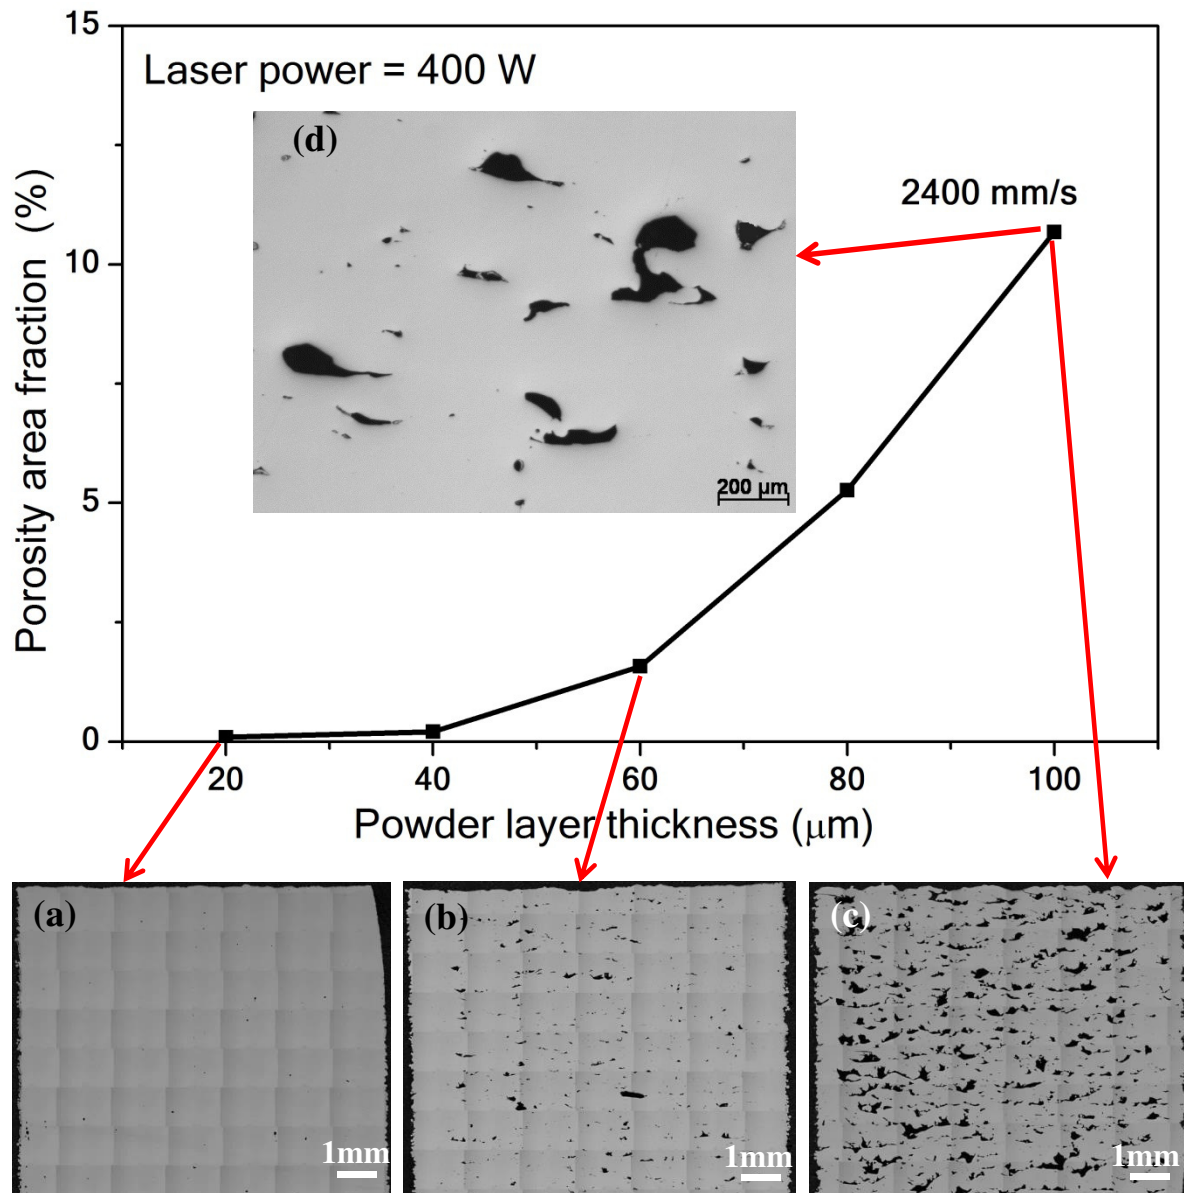 15
Laser power = 400 W
(d)
2400 mm/s
10
Porosity area fraction (%)
5
200 µm
0
20 40 60 80 100
Powder layer thickness (µm)
(a) (b) (c)
1mm 1mm 1mm